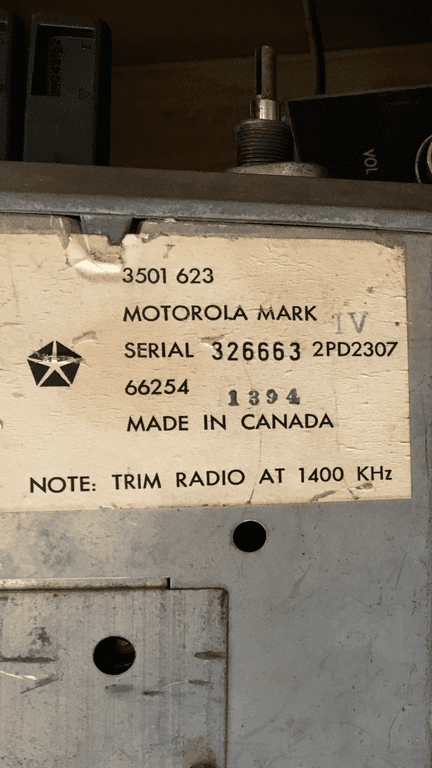 VOL
3501 623
MOTOROLA MARK IV
SERIAL 326663 2PD2307
66254 1394
MADE IN CANADA
NOTE: TRIM RADIO AT 1400 KHz